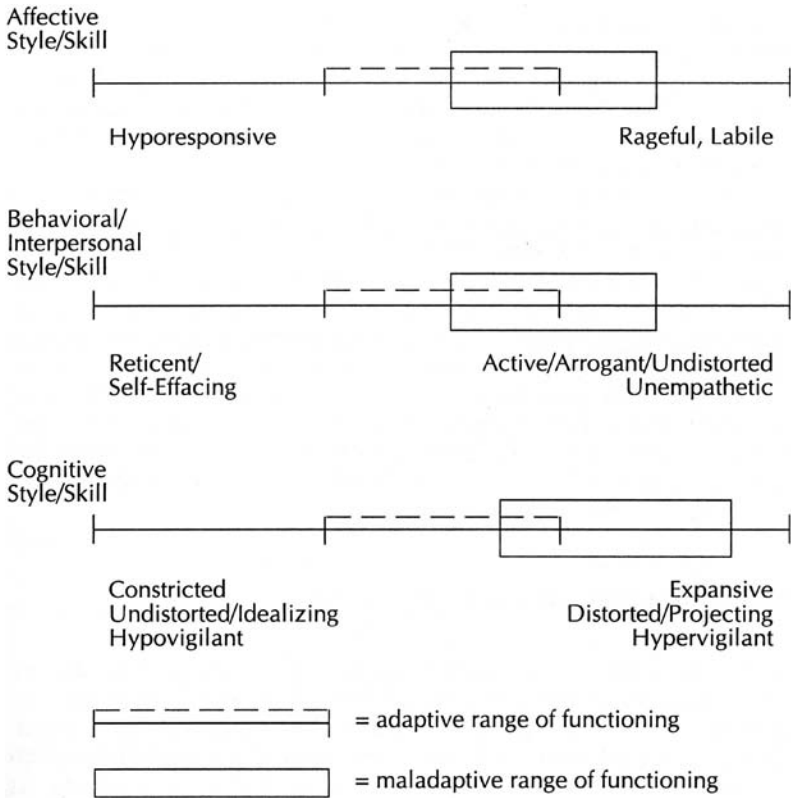 Affective
Style/Skill
Hyporesponsive
Rageful, Labile
Behavioral/
Interpersonal
Style/Skill
Reticent/
Self-Effacing
Active/Arrogant/Undistorted
Unempathetic
Cognitive
Style/Skill
Constricted
Undistorted/Idealizing
Hypovigilant
Expansive
Distorted/Projecting
Hypervigilant
= adaptive range of functioning
= maladaptive range of functioning